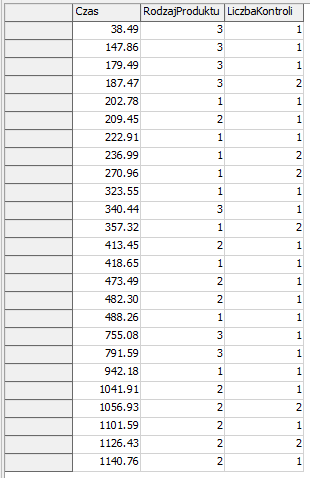 Czas RodzajProduktu LiczbaKontroli
38.49 3 1
147.86 3 1
179.49 3 1
187.47 3 2
202.78 1 1
209.45 2 1
222.91 1 1
236.99 1 2
270.96 1 2
323.55 1 1
340.44 3 1
357.32 1 2
413.45 2 1
418.65 1 1
473.49 2 1
482.30 2 1
488.26 1 1
755.08 3 1
791.59 3 1
942.18 1 1
1041.91 2 1
1056.93 2 2
1101.59 2 1
1126.43 2 2
1140.76 2 1